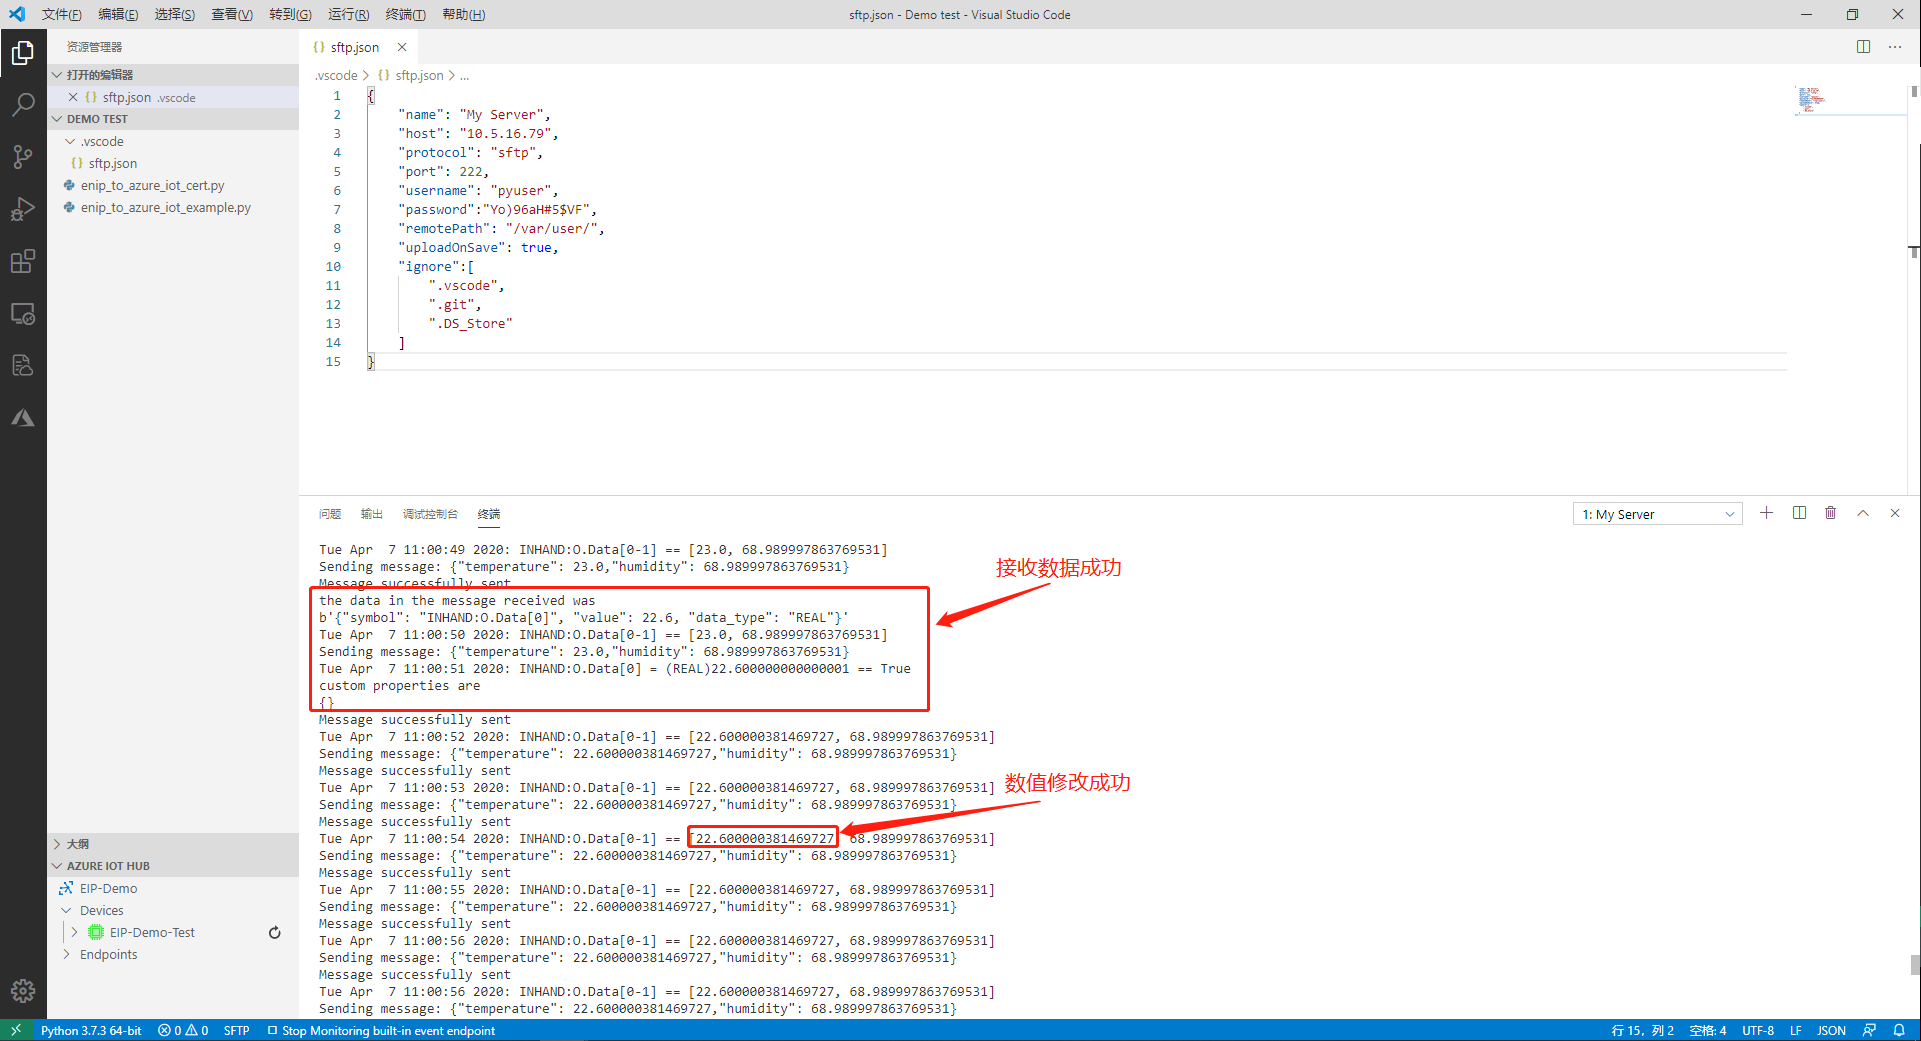 文件(F) 编辑(E) 选择(S) 查看(V) 转到(G) 运行(R) 终端(T) 帮助(H)
sftp.json - Demo test - Visual Studio Code
资源管理器
打开的编辑器
{} sftp.json .vscode
DEMO TEST
.vscode
{} sftp.json
enip_to_azure_iot_cert.py
enip_to_azure_iot_example.py
大纲
AZURE IOT HUB
EIP-Demo
Devices
EIP-Demo-Test
Endpoints
{} sftp.json
.vscode > {} sftp.json > ...
1 {
2 "name": "My Server",
3 "host": "10.5.16.79",
4 "protocol": "sftp",
5 "port": 222,
6 "username": "pyuser",
7 "password":"Yo)96aH#5$VF",
8 "remotePath": "/var/user/",
9 "uploadOnSave": true,
10 "ignore":[
11 ".vscode",
12 ".git",
13 ".DS_Store"
14 ]
15 }
问题 输出 调试控制台 终端
1: My Server
Tue Apr  7 11:00:49 2020: INHAND:O.Data[0-1] == [23.0, 68.989997863769531]
Sending message: {"temperature": 23.0,"humidity": 68.989997863769531}
Message successfully sent
the data in the message received was
b'{"symbol": "INHAND:O.Data[0]", "value": 22.6, "data_type": "REAL"}'
Tue Apr  7 11:00:50 2020: INHAND:O.Data[0-1] == [23.0, 68.989997863769531]
Sending message: {"temperature": 23.0,"humidity": 68.989997863769531}
Tue Apr  7 11:00:51 2020: INHAND:O.Data[0] = (REAL)22.600000000000001 == True
custom properties are
{}
接收数据成功
Message successfully sent
Tue Apr  7 11:00:52 2020: INHAND:O.Data[0-1] == [22.600000381469727, 68.989997863769531]
Sending message: {"temperature": 22.600000381469727,"humidity": 68.989997863769531}
Message successfully sent
Tue Apr  7 11:00:53 2020: INHAND:O.Data[0-1] == [22.600000381469727, 68.989997863769531]
Sending message: {"temperature": 22.600000381469727,"humidity": 68.989997863769531}
Message successfully sent
数值修改成功
Tue Apr  7 11:00:54 2020: INHAND:O.Data[0-1] == [22.600000381469727, 68.989997863769531]
Sending message: {"temperature": 22.600000381469727,"humidity": 68.989997863769531}
Message successfully sent
Tue Apr  7 11:00:55 2020: INHAND:O.Data[0-1] == [22.600000381469727, 68.989997863769531]
Sending message: {"temperature": 22.600000381469727,"humidity": 68.989997863769531}
Message successfully sent
Tue Apr  7 11:00:56 2020: INHAND:O.Data[0-1] == [22.600000381469727, 68.989997863769531]
Sending message: {"temperature": 22.600000381469727,"humidity": 68.989997863769531}
Message successfully sent
Tue Apr  7 11:00:56 2020: INHAND:O.Data[0-1] == [22.600000381469727, 68.989997863769531]
Sending message: {"temperature": 22.600000381469727,"humidity": 68.989997863769531}
Python 3.7.3 64-bit 0 0 SFTP Stop Monitoring built-in event endpoint 行 15，列 2 空格: 4 UTF-8 LF JSON